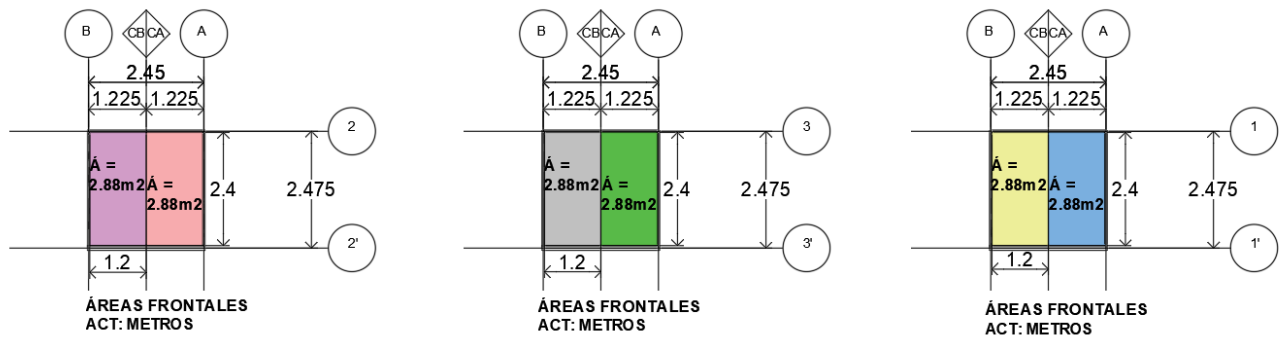 B CB CA A
2.45
1.225 1.225
2
Á =
2.88m2
Á =
2.88m2
2.4
2.475
2'
1.2
ÁREAS FRONTALES
ACT: METROS
B CB CA A
2.45
1.225 1.225
3
Á =
2.88m2
Á =
2.88m2
2.4
2.475
3'
1.2
ÁREAS FRONTALES
ACT: METROS
B CB CA A
2.45
1.225 1.225
1
Á =
2.88m2
Á =
2.88m2
2.4
2.475
1'
1.2
ÁREAS FRONTALES
ACT: METROS